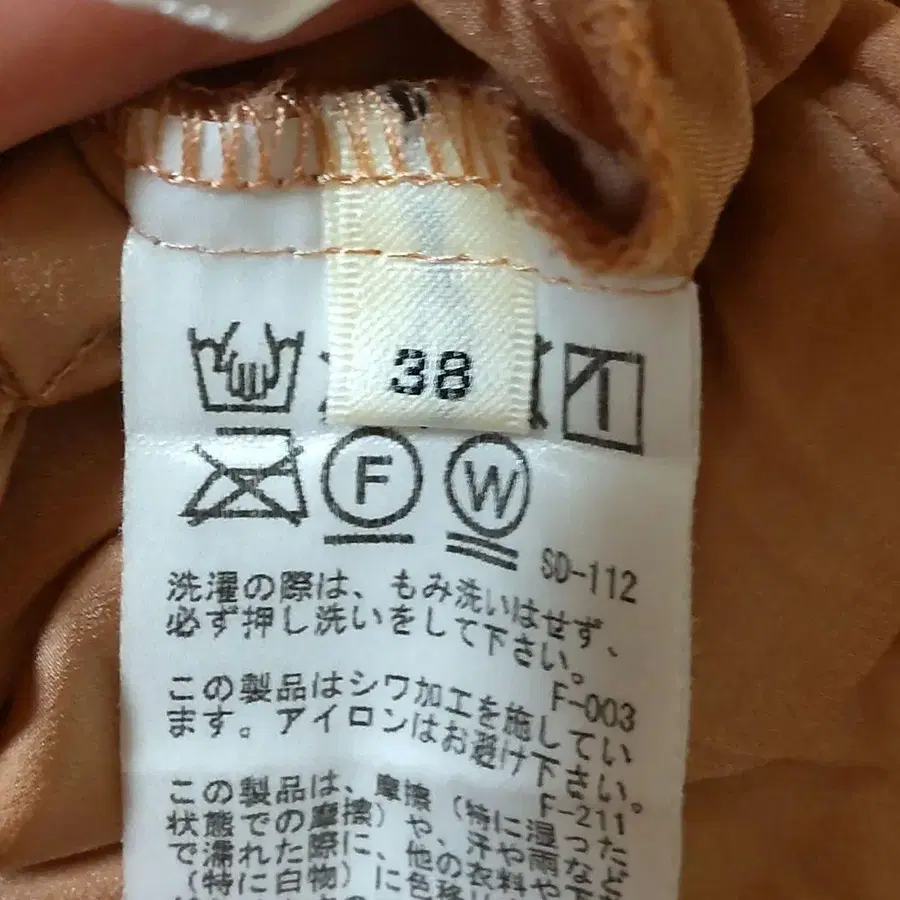 38
F W
SD-112
洗濯の際は、もみ洗いはせず、
必ず押し洗いをして下さい。
F-003
この製品はシワ加工を施してい
ます。アイロンはお避け下さい。
F-211
この製品は、摩擦（特に湿った
状態での摩擦）や、汗や雨など
で濡れた際に、他の衣料や下
（特に白物）に色移